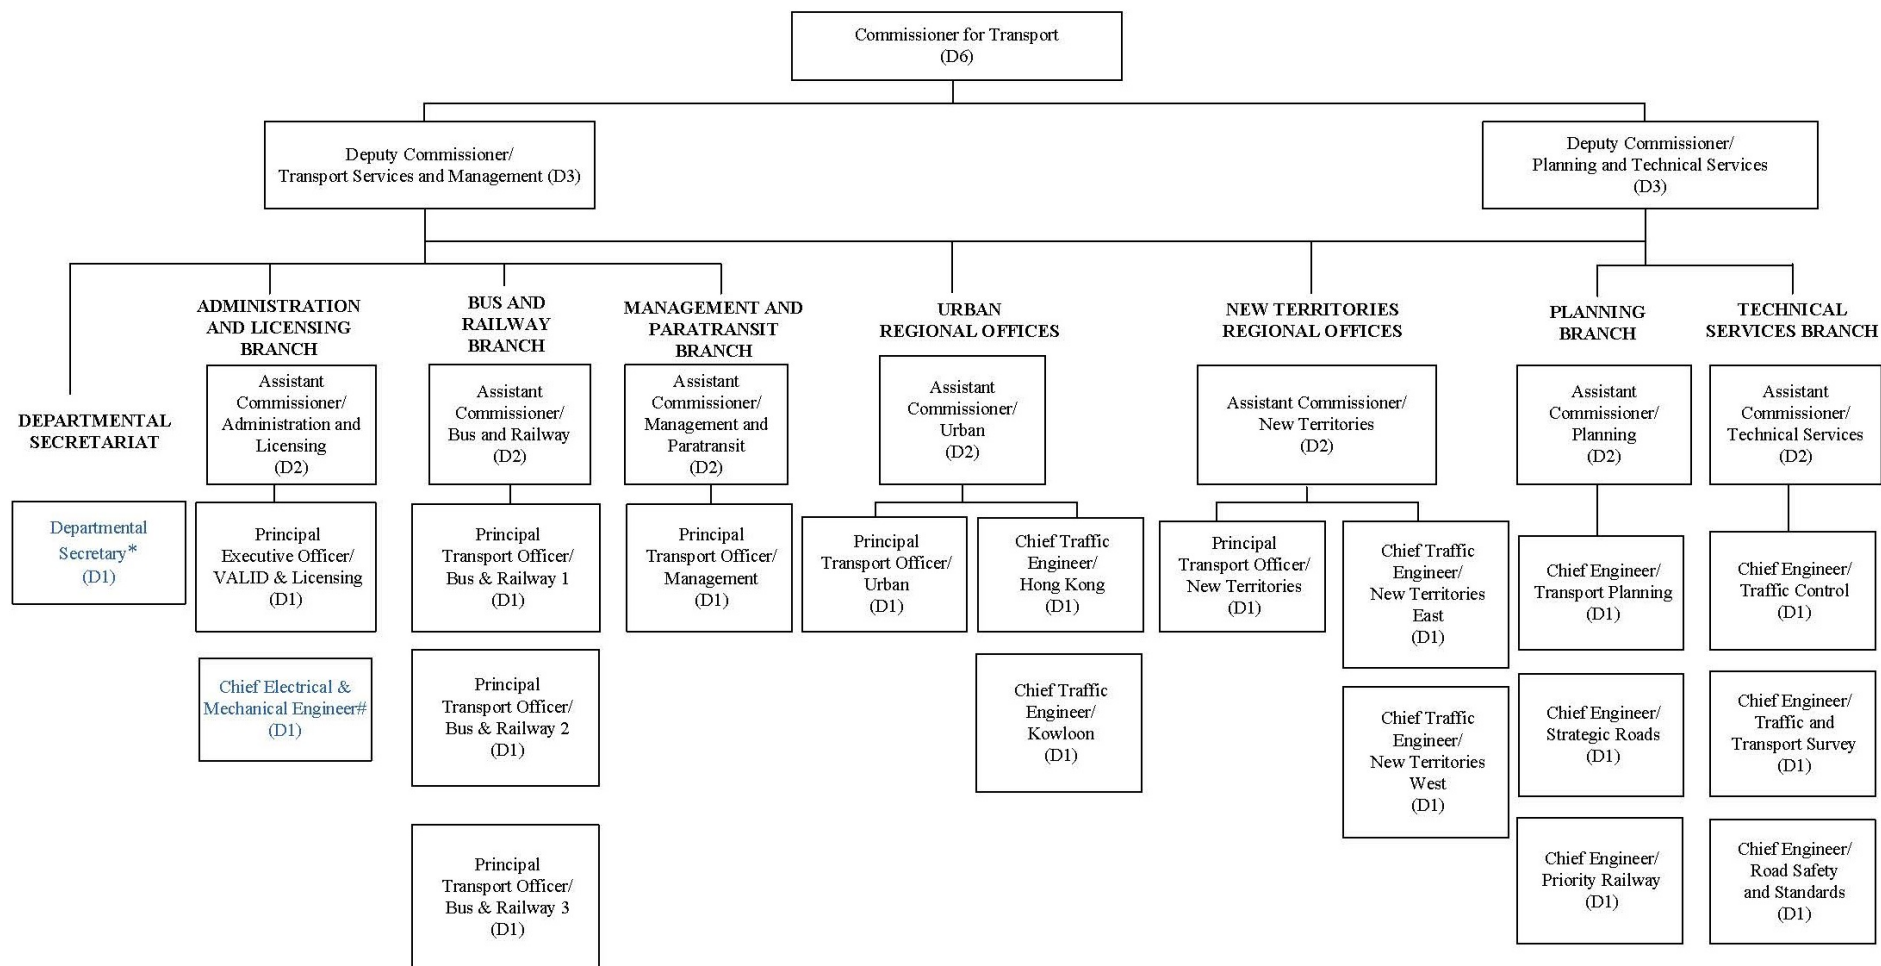 Commissioner for Transport
(D6)
Deputy Commissioner/
Transport Services and Management (D3)
Deputy Commissioner/
Planning and Technical Services
(D3)
DEPARTMENTAL
SECRETARIAT
Departmental
Secretary*
(D1)
ADMINISTRATION
AND LICENSING
BRANCH
Assistant
Commissioner/
Administration and
Licensing
(D2)
Principal
Executive Officer/
VALID & Licensing
(D1)
Chief Electrical &
Mechanical Engineer#
(D1)
BUS AND
RAILWAY
BRANCH
Assistant
Commissioner/
Bus and Railway
(D2)
Principal
Transport Officer/
Bus & Railway 1
(D1)
Principal
Transport Officer/
Bus & Railway 2
(D1)
Principal
Transport Officer/
Bus & Railway 3
(D1)
MANAGEMENT AND
PARATRANSIT
BRANCH
Assistant
Commissioner/
Management and
Paratransit
(D2)
Principal
Transport Officer/
Management
(D1)
URBAN
REGIONAL OFFICES
Assistant
Commissioner/
Urban
(D2)
Principal
Transport Officer/
Urban
(D1)
Chief Traffic
Engineer/
Hong Kong
(D1)
Chief Traffic
Engineer/
Kowloon
(D1)
NEW TERRITORIES
REGIONAL OFFICES
Assistant Commissioner/
New Territories
(D2)
Principal
Transport Officer/
New Territories
(D1)
Chief Traffic
Engineer/
New Territories
East
(D1)
Chief Traffic
Engineer/
New Territories
West
(D1)
PLANNING
BRANCH
Assistant
Commissioner/
Planning
(D2)
Chief Engineer/
Transport Planning
(D1)
Chief Engineer/
Strategic Roads
(D1)
Chief Engineer/
Priority Railway
(D1)
TECHNICAL
SERVICES BRANCH
Assistant
Commissioner/
Technical Services
(D2)
Chief Engineer/
Traffic Control
(D1)
Chief Engineer/
Traffic and
Transport Survey
(D1)
Chief Engineer/
Road Safety
and Standards
(D1)